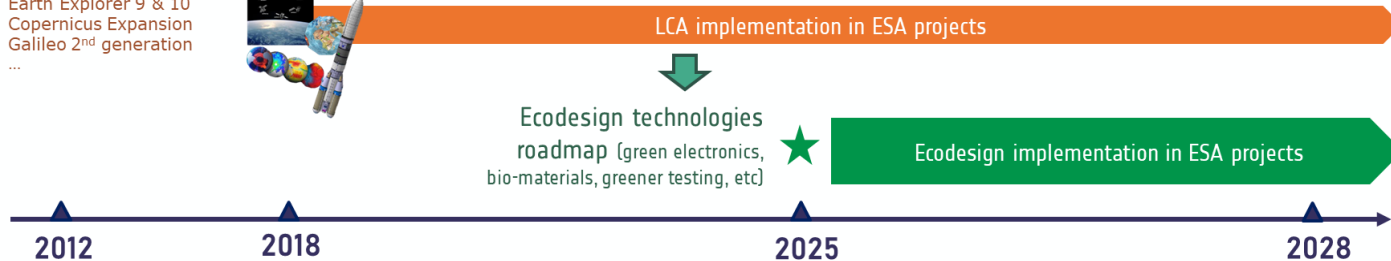 Earth Explorer 9 & 10
Copernicus Expansion
Galileo 2nd generation
...
LCA implementation in ESA projects
Ecodesign technologies
roadmap (green electronics,
bio-materials, greener testing, etc)
Ecodesign implementation in ESA projects
2012
2018
2025
2028